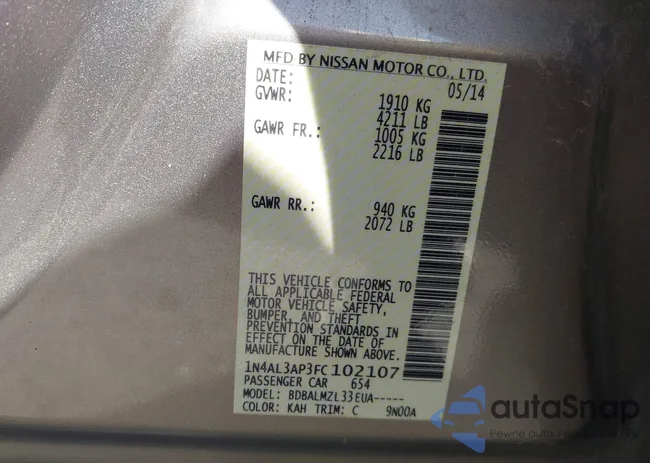 MFD BY NISSAN MOTOR CO., LTD.
DATE: 05/14
GVWR: 1910 KG
4211 LB
GAWR FR.: 1005 KG
2216 LB
GAWR RR.: 940 KG
2072 LB
THIS VEHICLE CONFORMS TO
ALL APPLICABLE FEDERAL
MOTOR VEHICLE SAFETY,
BUMPER, AND THEFT
PREVENTION STANDARDS IN
EFFECT ON THE DATE OF
MANUFACTURE SHOWN ABOVE.
1N4AL3AP3FC102107
PASSENGER CAR 654
MODEL: BDBALMZL33EUA-----
COLOR: KAH TRIM: C 9N00A
autaSnap
Pewne auto